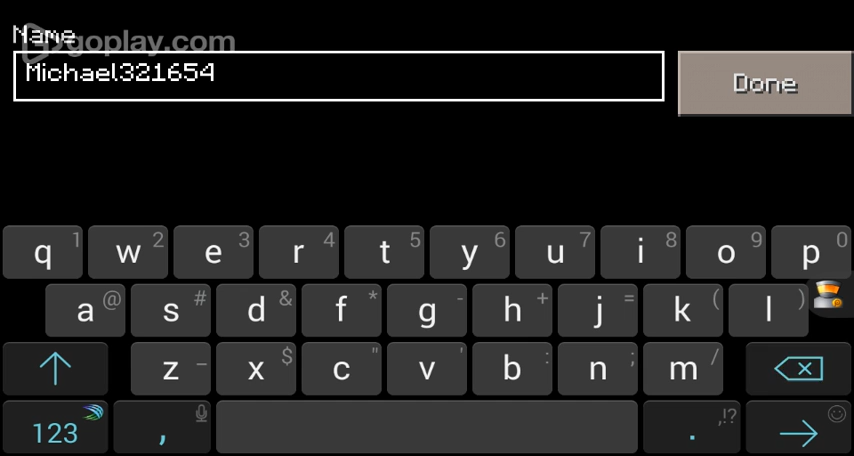 Name
goplay.com
Michael321654
Done
q 1 w 2 e 3 r 4 t 5 y 6 u 7 i 8 o 9 p 0
a @ s # d & f * g - h + j = k ( l )
z _ x $ c " v ' b : n ; m /
123 , . ,!?